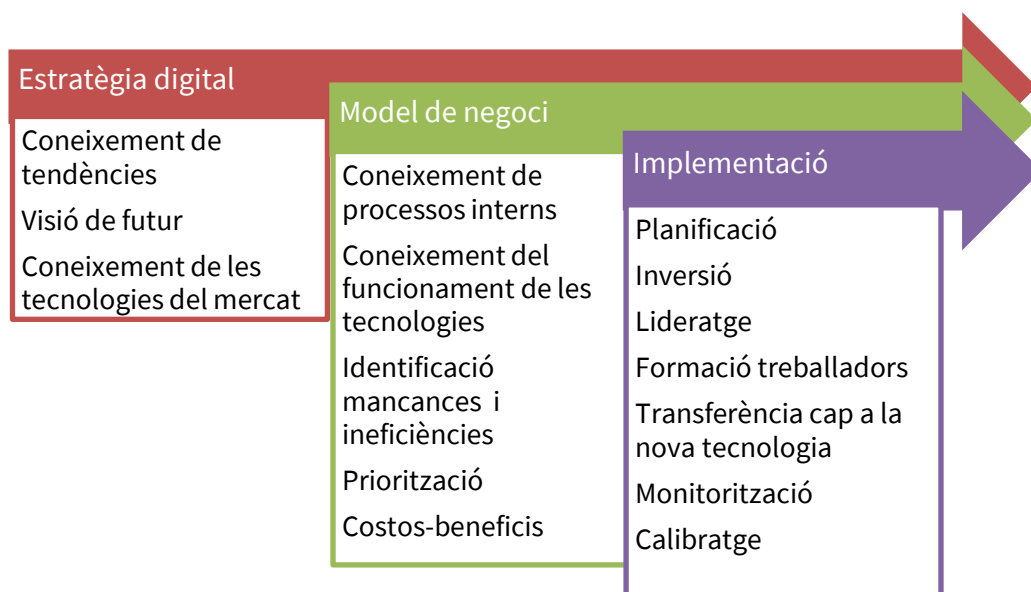 Estratègia digital
Coneixement de
tendències
Visió de futur
Coneixement de les
tecnologies del mercat
Model de negoci
Coneixement de
processos interns
Coneixement del
funcionament de les
tecnologies
Identificació
mancances i
ineficiències
Priorització
Costos-beneficis
Implementació
Planificació
Inversió
Lideratge
Formació treballadors
Transferència cap a la
nova tecnologia
Monitorització
Calibratge